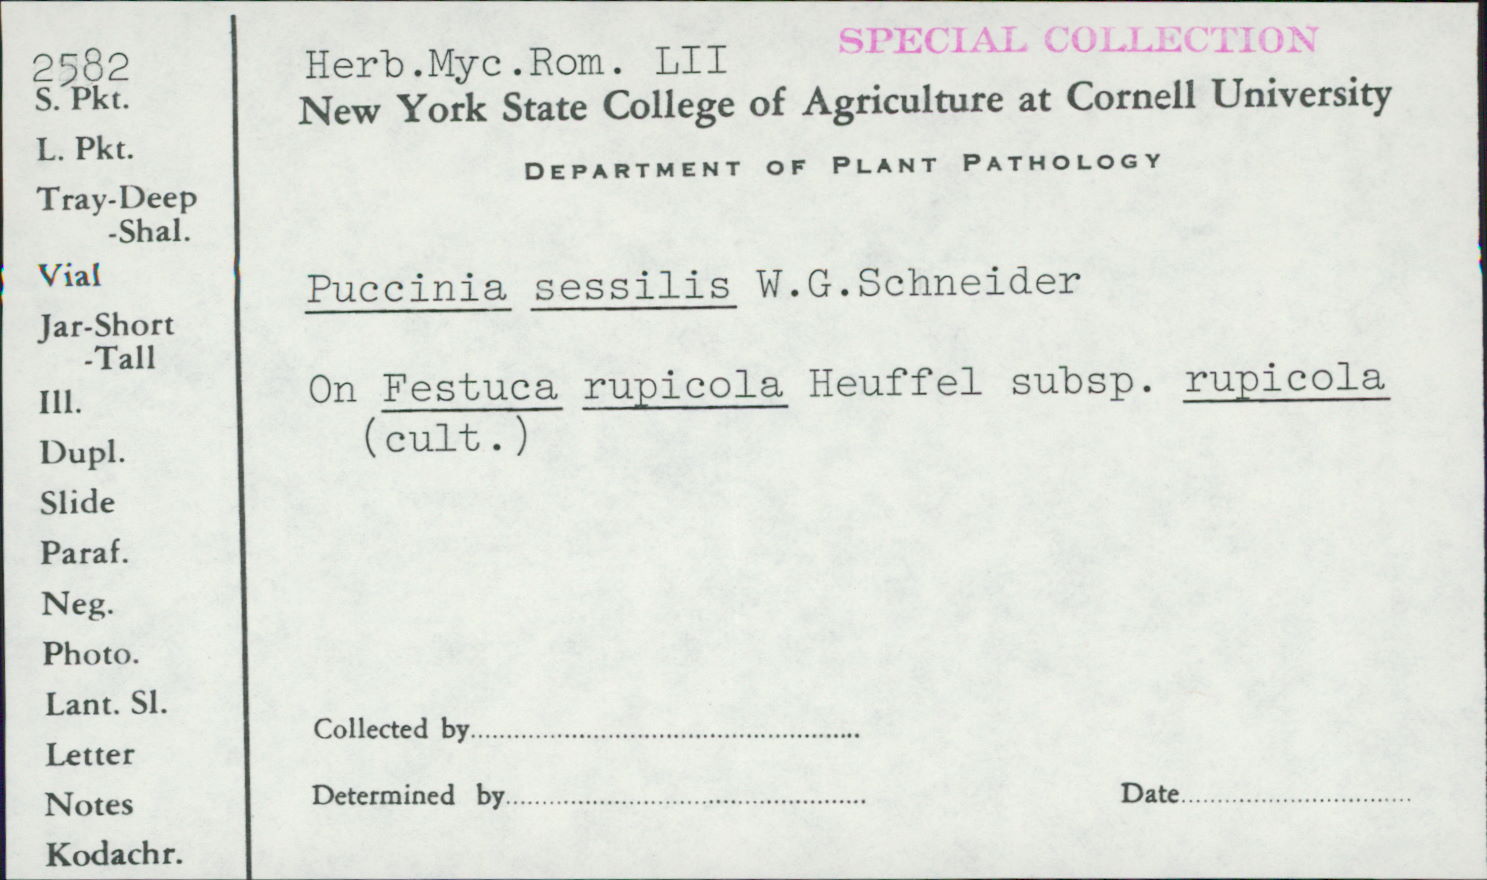 2582
S. Pkt.
L. Pkt.
Tray-Deep
-Shal.
Vial
Jar-Short
-Tall
Ill.
Dupl.
Slide
Paraf.
Neg.
Photo.
Lant. Sl.
Letter
Notes
Kodachr.
SPECIAL COLLECTION
Herb.Myc.Rom. LII
New York State College of Agriculture at Cornell University
DEPARTMENT OF PLANT PATHOLOGY
Puccinia sessilis W.G.Schneider
On Festuca rupicola Heuffel subsp. rupicola
(cult.)
Collected by
Determined by
Date